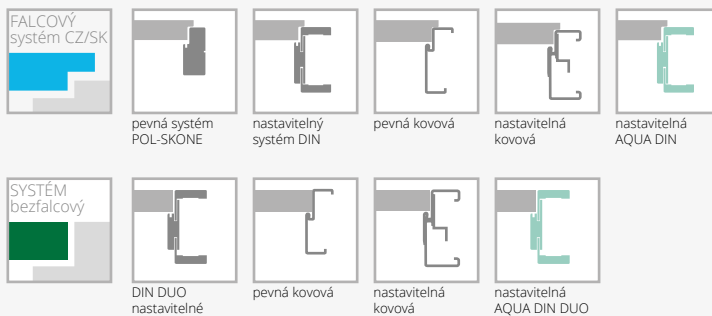 FALCOVÝ
systém CZ/SK
pevná systém
POL-SKONE
nastavitelný
systém DIN
pevná kovová
nastavitelná
kovová
nastavitelná
AQUA DIN
SYSTÉM
bezfalcový
DIN DUO
nastavitelné
pevná kovová
nastavitelná
kovová
nastavitelná
AQUA DIN DUO